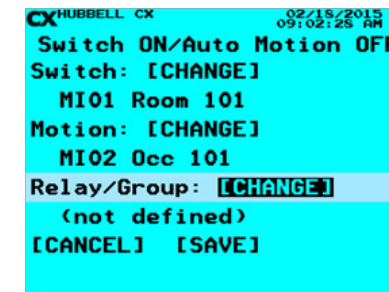 CX HUBBELL CX 02/18/2015
09:02:28 AM
Switch ON/Auto Motion OFF
Switch: [CHANGE]
MI01 Room 101
Motion: [CHANGE]
MI02 Occ 101
Relay/Group: [CHANGE]
(not defined)
[CANCEL] [SAVE]